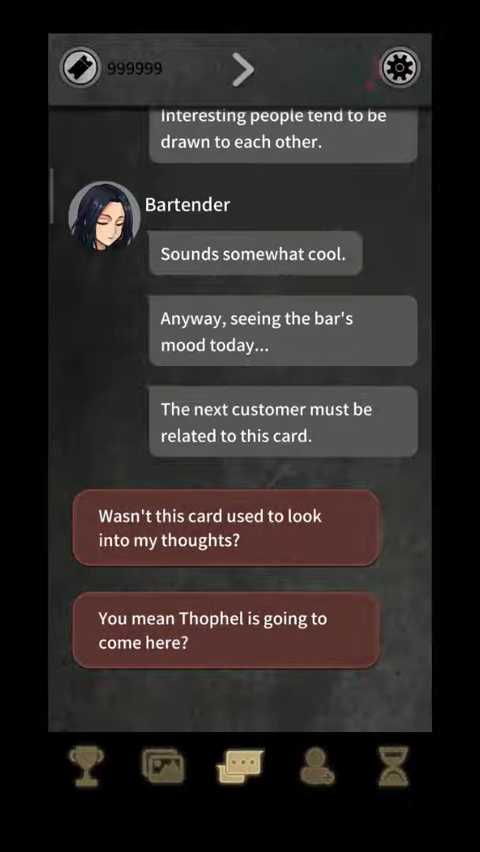 999999
Interesting people tend to be
drawn to each other.
Bartender
Sounds somewhat cool.
Anyway, seeing the bar's
mood today...
The next customer must be
related to this card.
Wasn't this card used to look
into my thoughts?
You mean Thophel is going to
come here?